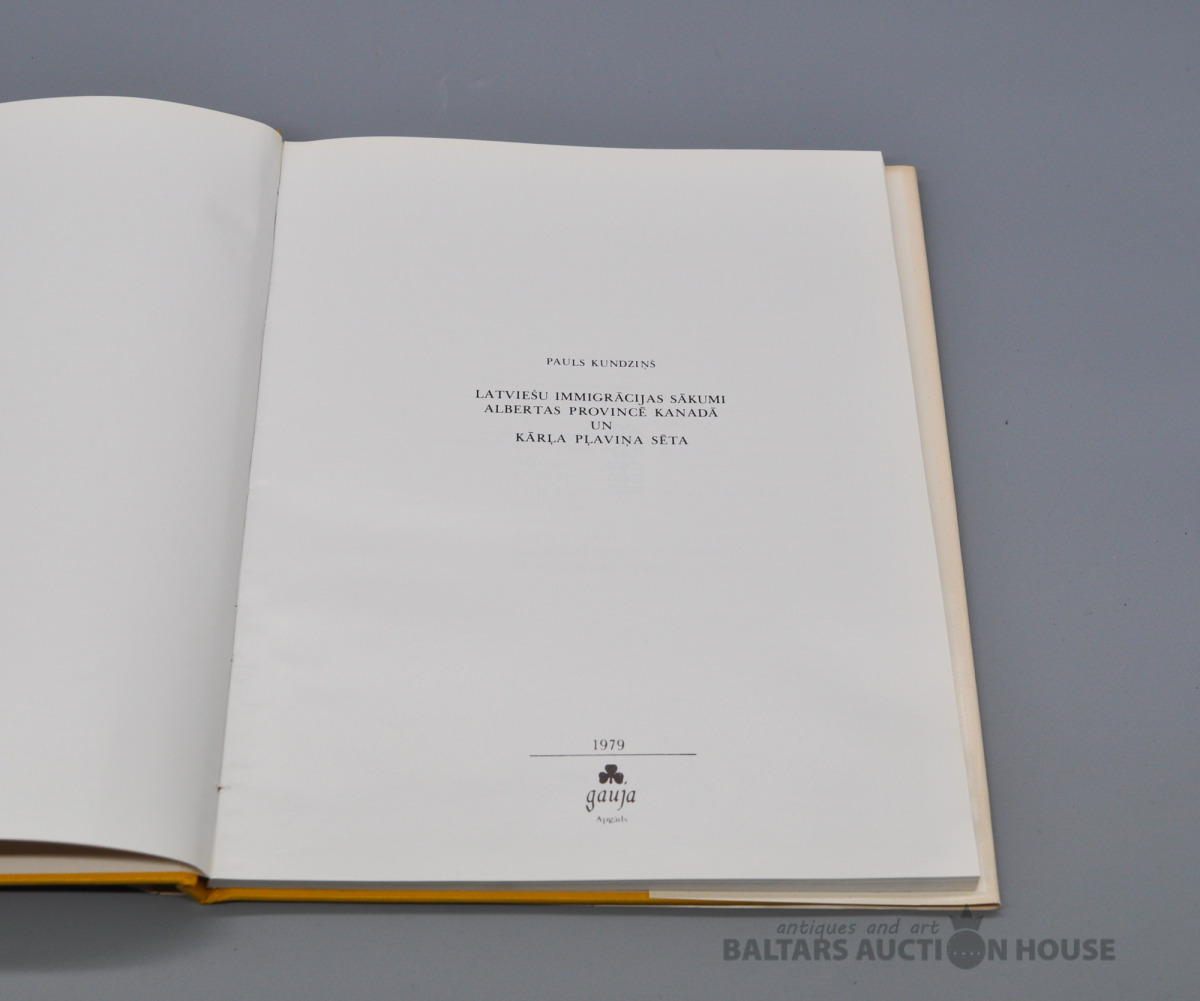 PAULS KUNDZIŅŠ
LATVIEŠU IMMIGRĀCIJAS SĀKUMI
ALBERTAS PROVINCĒ KANADĀ
UN
KĀRĻA PĻAVIŅA SĒTA
1979
gauja
Apgāds
antiques and art
BALTARS AUCTION HOUSE